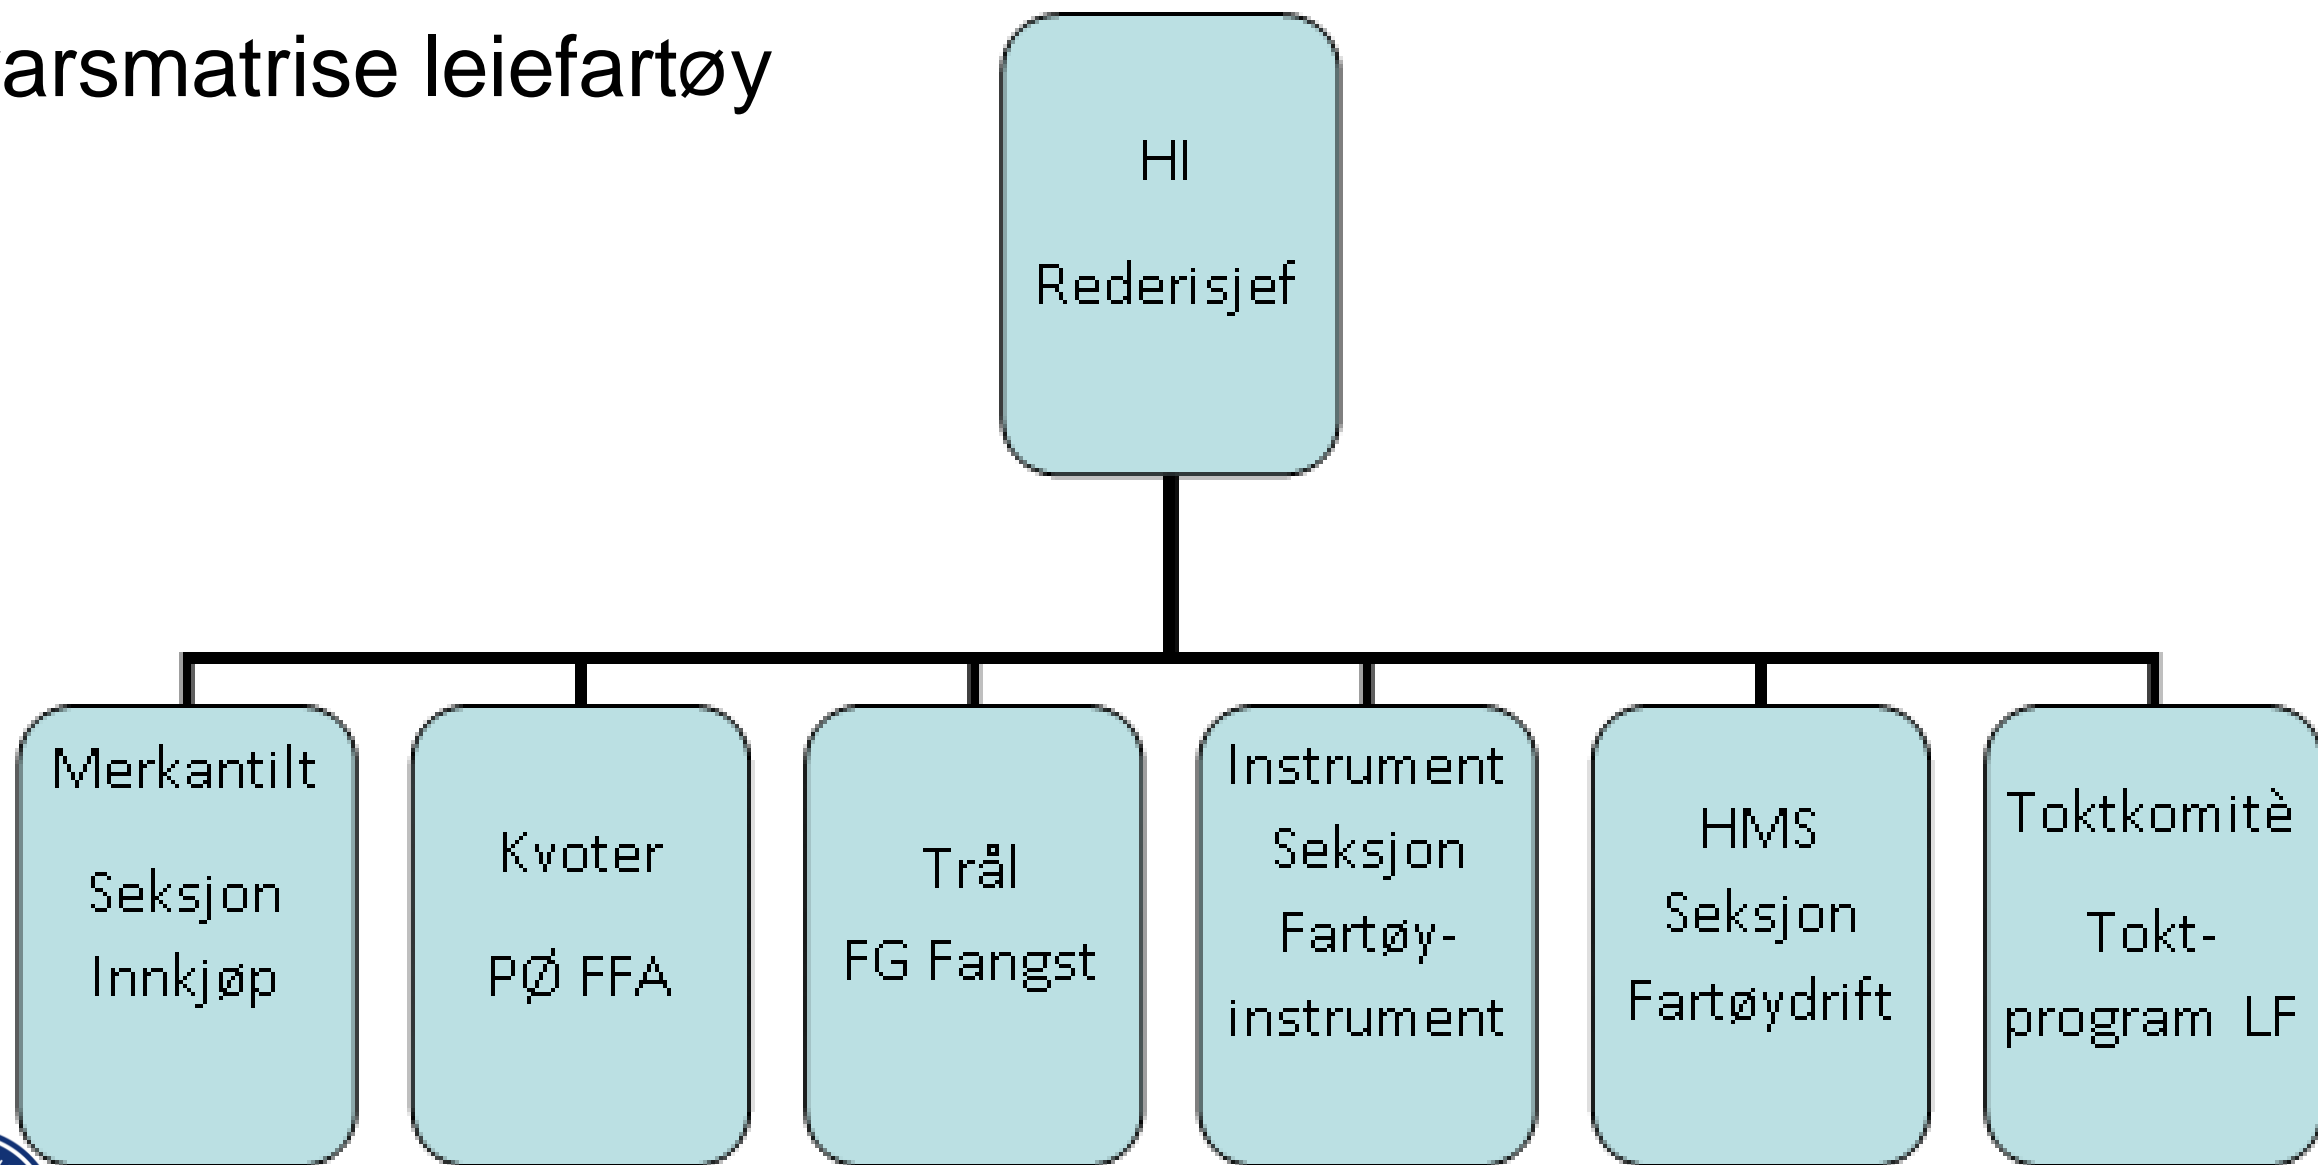 arsmatrise leiefartøy
HI
Rederisjef
Merkantilt
Seksjon
Innkjøp
Kvoter
PØ FFA
Trål
FG Fangst
Instrument
Seksjon
Fartøy-
instrument
HMS
Seksjon
Fartøydrift
Toktkomitè
Tokt-
program LF